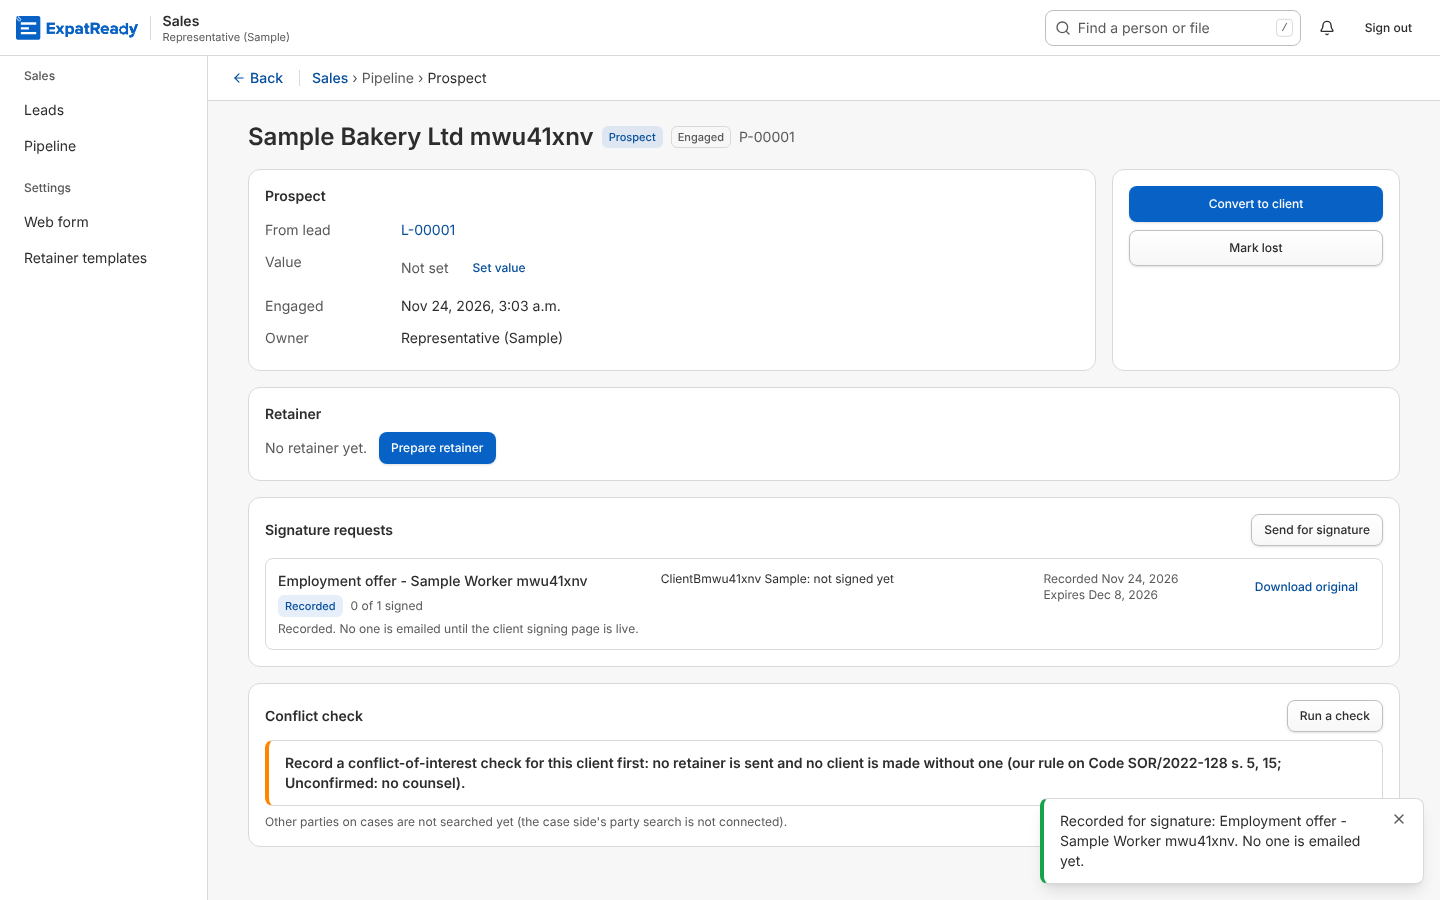 ExpatReady
Sales
Representative (Sample)
Find a person or file
/
Sign out
Sales
Leads
Pipeline
Settings
Web form
Retainer templates
← Back
Sales › Pipeline › Prospect
Sample Bakery Ltd mwu41xnv Prospect Engaged P-00001
Prospect
From lead L-00001
Value Not set Set value
Engaged Nov 24, 2026, 3:03 a.m.
Owner Representative (Sample)
Convert to client
Mark lost
Retainer
No retainer yet. Prepare retainer
Signature requests
Send for signature
Employment offer - Sample Worker mwu41xnv
Recorded 0 of 1 signed
Recorded. No one is emailed until the client signing page is live.
ClientBmwu41xnv Sample: not signed yet
Recorded Nov 24, 2026
Expires Dec 8, 2026
Download original
Conflict check
Run a check
Record a conflict-of-interest check for this client first: no retainer is sent and no client is made without one (our rule on Code SOR/2022-128 s. 5, 15;
Unconfirmed: no counsel).
Other parties on cases are not searched yet (the case side's party search is not connected).
Recorded for signature: Employment offer -
Sample Worker mwu41xnv. No one is emailed
yet.